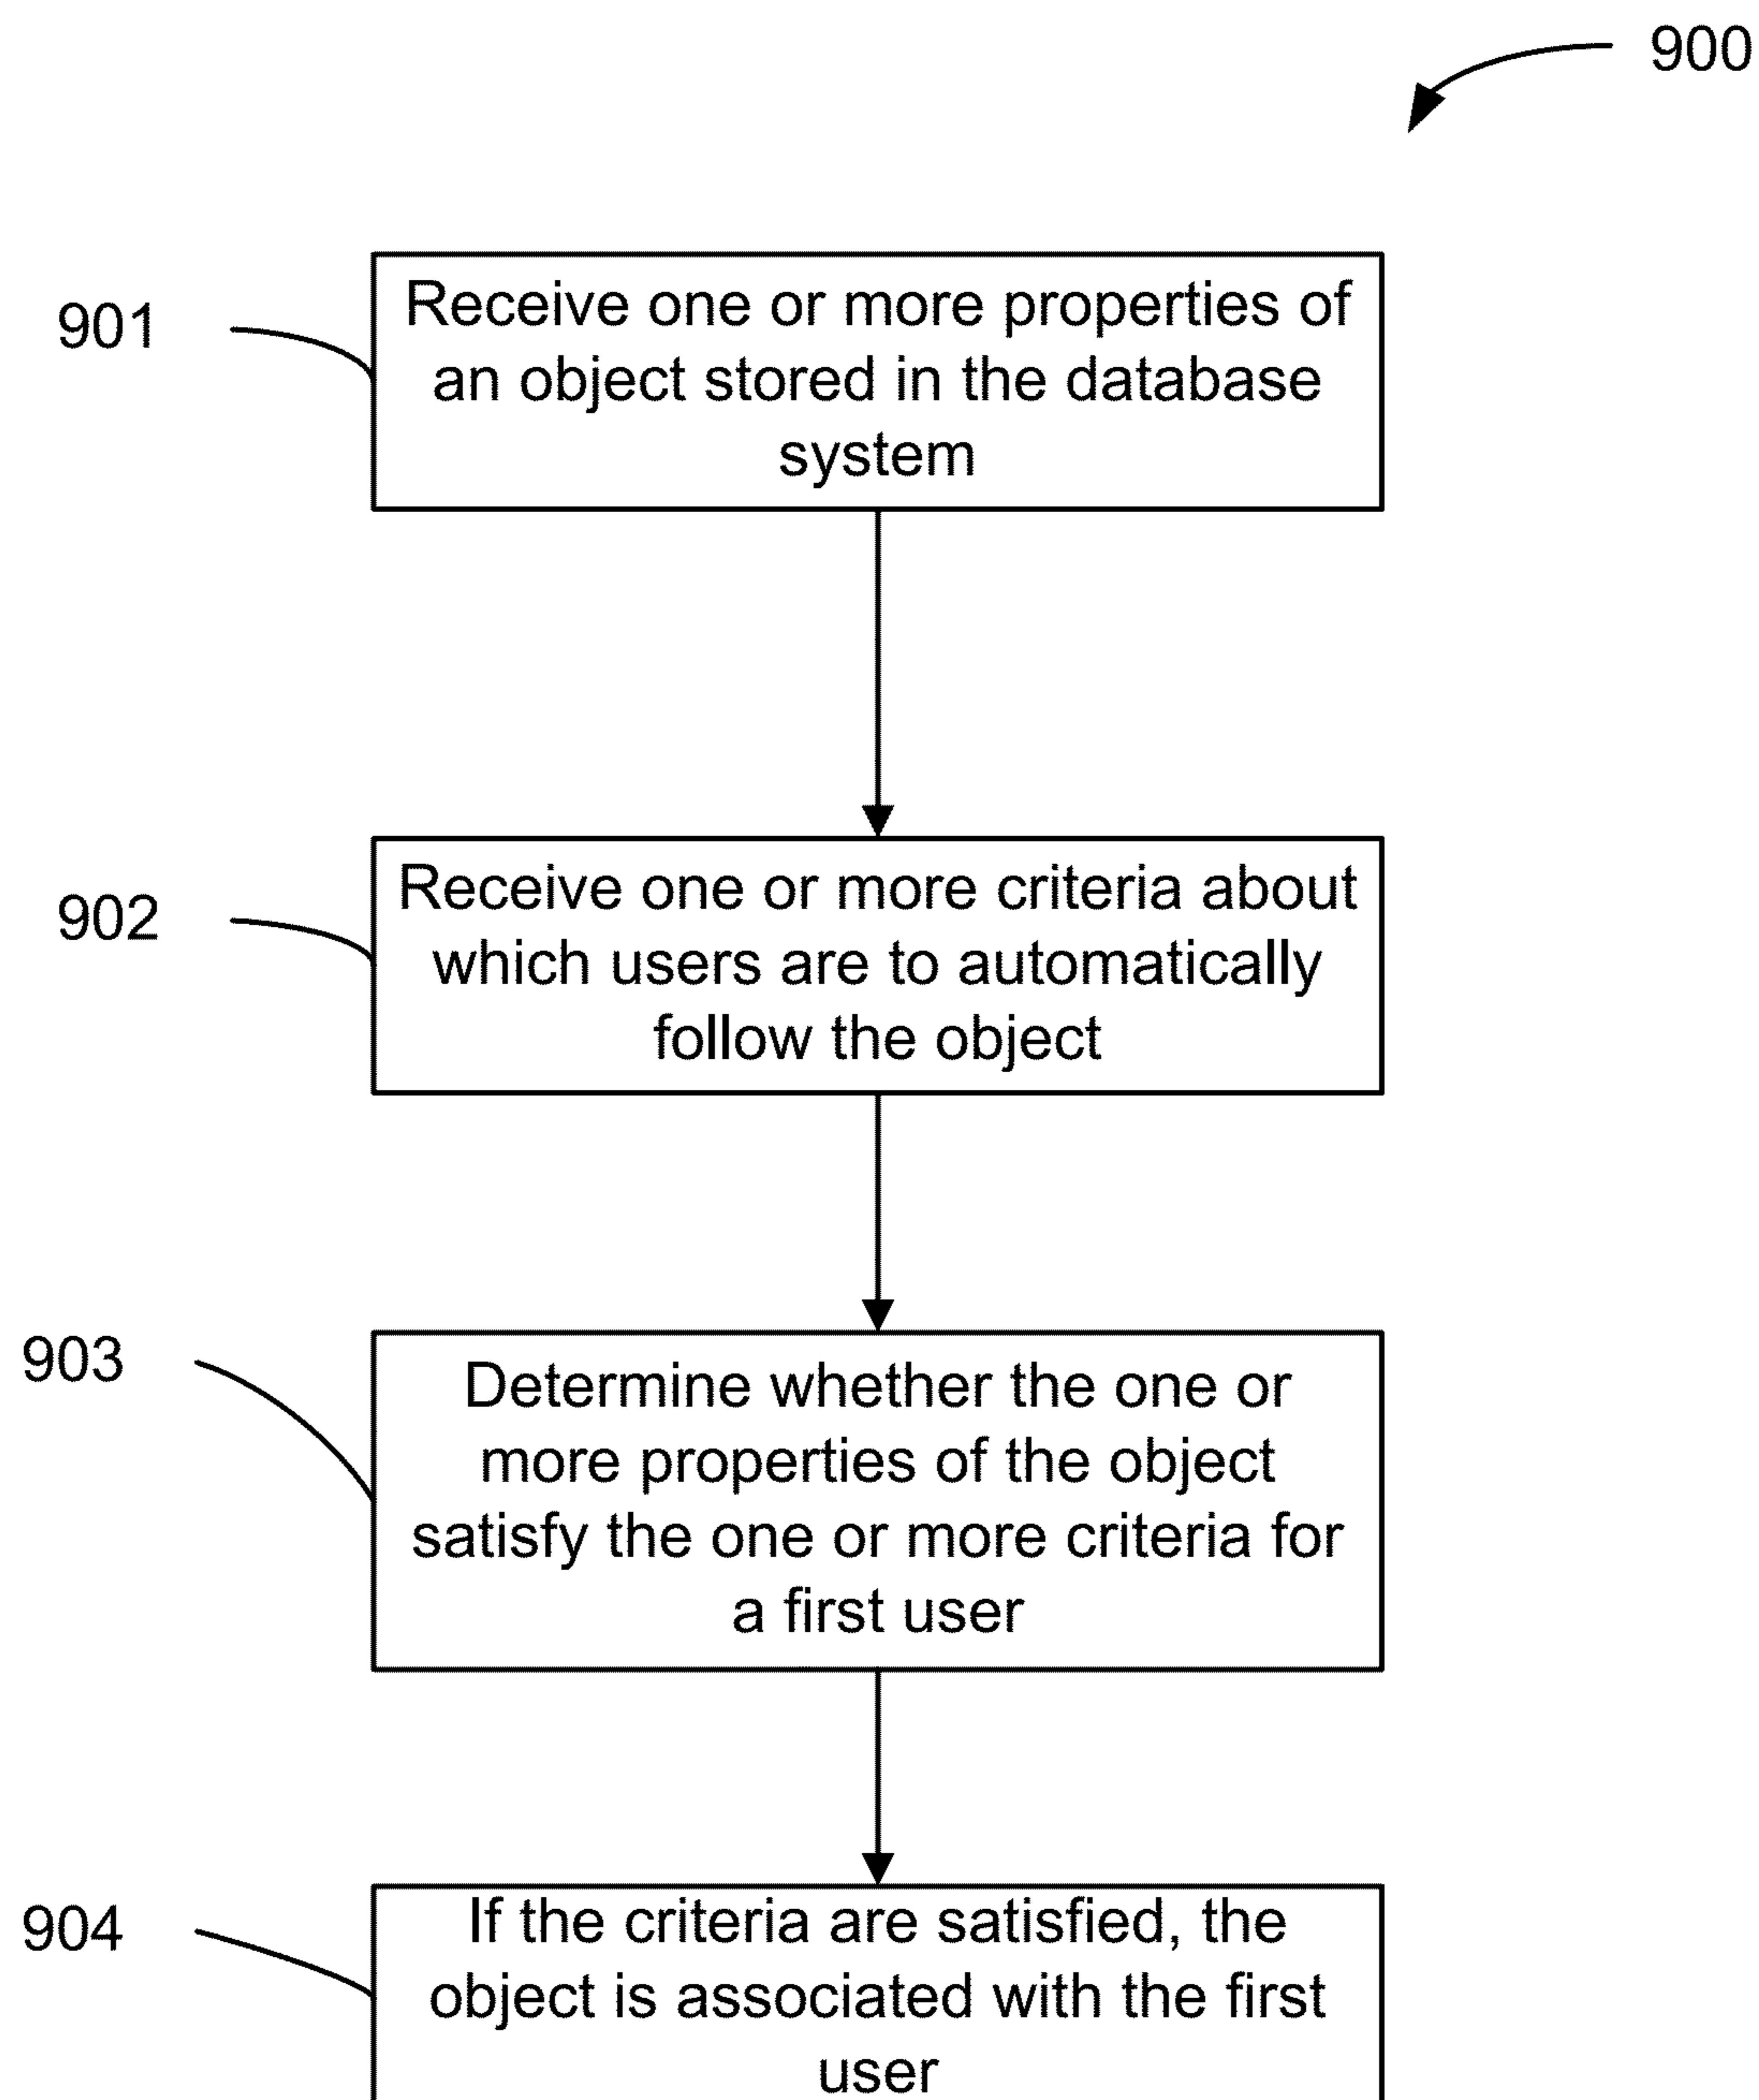 900
901
Receive one or more properties of
an object stored in the database
system
902
Receive one or more criteria about
which users are to automatically
follow the object
903
Determine whether the one or
more properties of the object
satisfy the one or more criteria for
a first user
904
If the criteria are satisfied, the
object is associated with the first
user